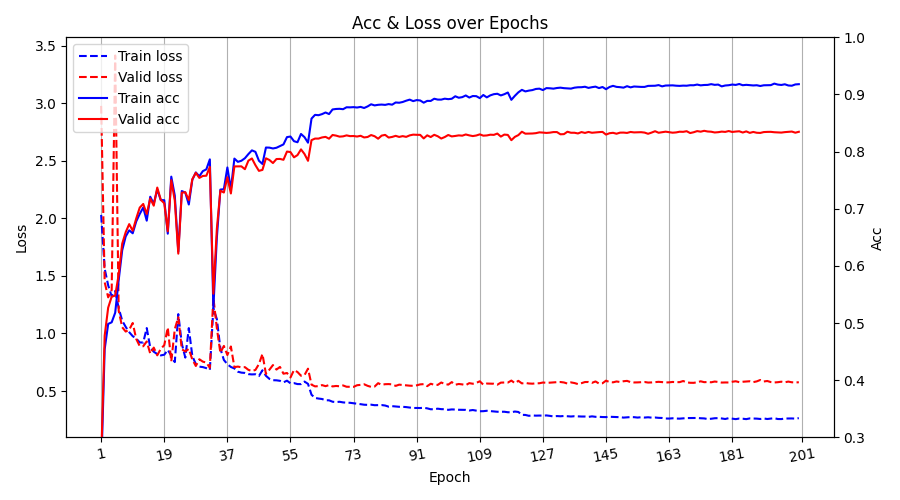 Acc & Loss over Epochs
Train loss
Valid loss
Train acc
Valid acc
3.5
3.0
2.5
2.0
1.5
1.0
0.5
Loss
1.0
0.9
0.8
0.7
0.6
0.5
0.4
0.3
Acc
1 19 37 55 73 91 109 127 145 163 181 201
Epoch